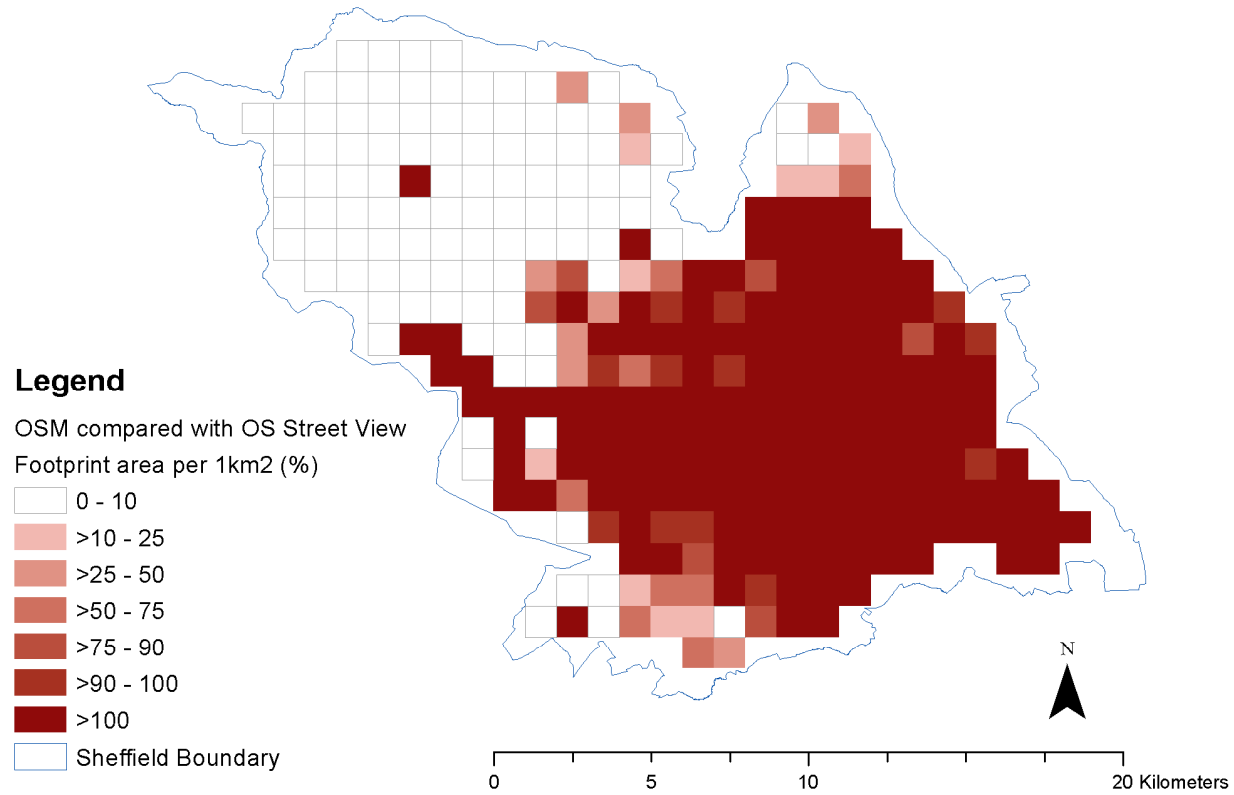 Legend
OSM compared with OS Street View
Footprint area per 1km2 (%)
0 - 10
>10 - 25
>25 - 50
>50 - 75
>75 - 90
>90 - 100
>100
Sheffield Boundary
N
0 5 10 20 Kilometers